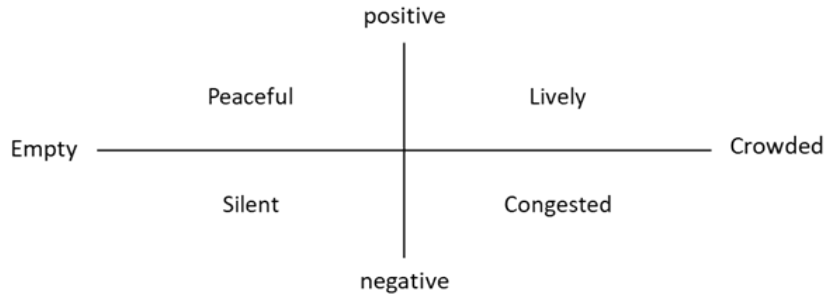 positive
Peaceful Lively
Empty Crowded
Silent Congested
negative